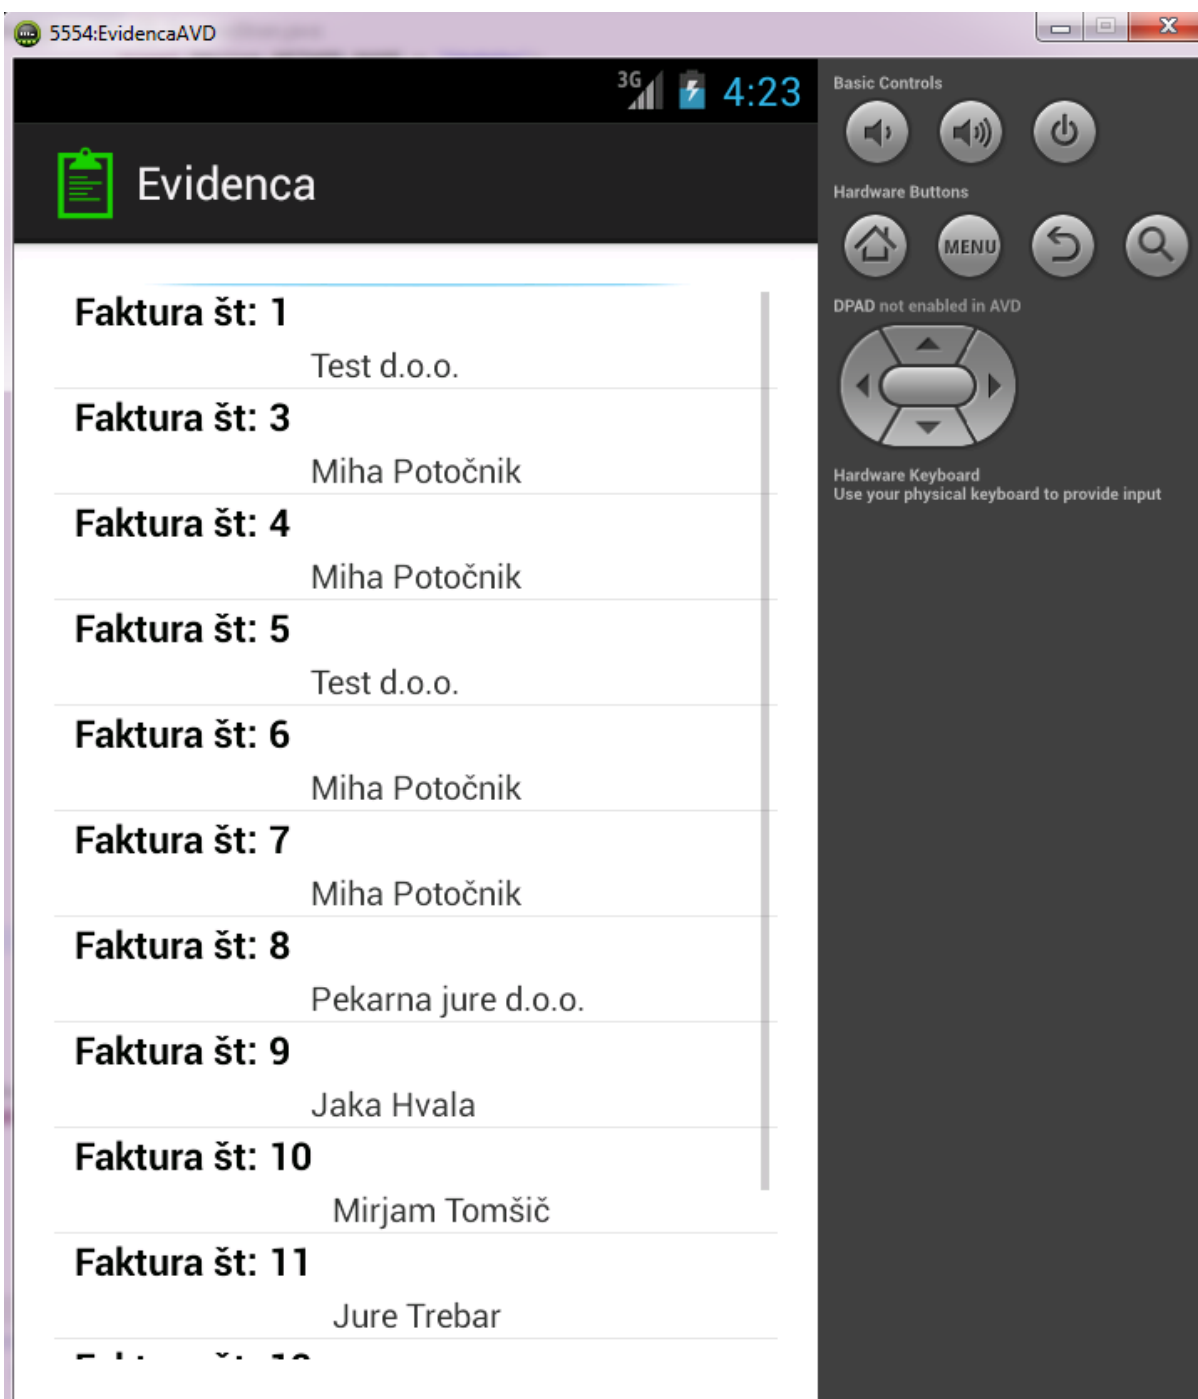 5554:EvidencaAVD
3G 4:23
Evidenca
Faktura št: 1
Test d.o.o.
Faktura št: 3
Miha Potočnik
Faktura št: 4
Miha Potočnik
Faktura št: 5
Test d.o.o.
Faktura št: 6
Miha Potočnik
Faktura št: 7
Miha Potočnik
Faktura št: 8
Pekarna jure d.o.o.
Faktura št: 9
Jaka Hvala
Faktura št: 10
Mirjam Tomšič
Faktura št: 11
Jure Trebar
Basic Controls
Hardware Buttons
MENU
DPAD not enabled in AVD
Hardware Keyboard
Use your physical keyboard to provide input